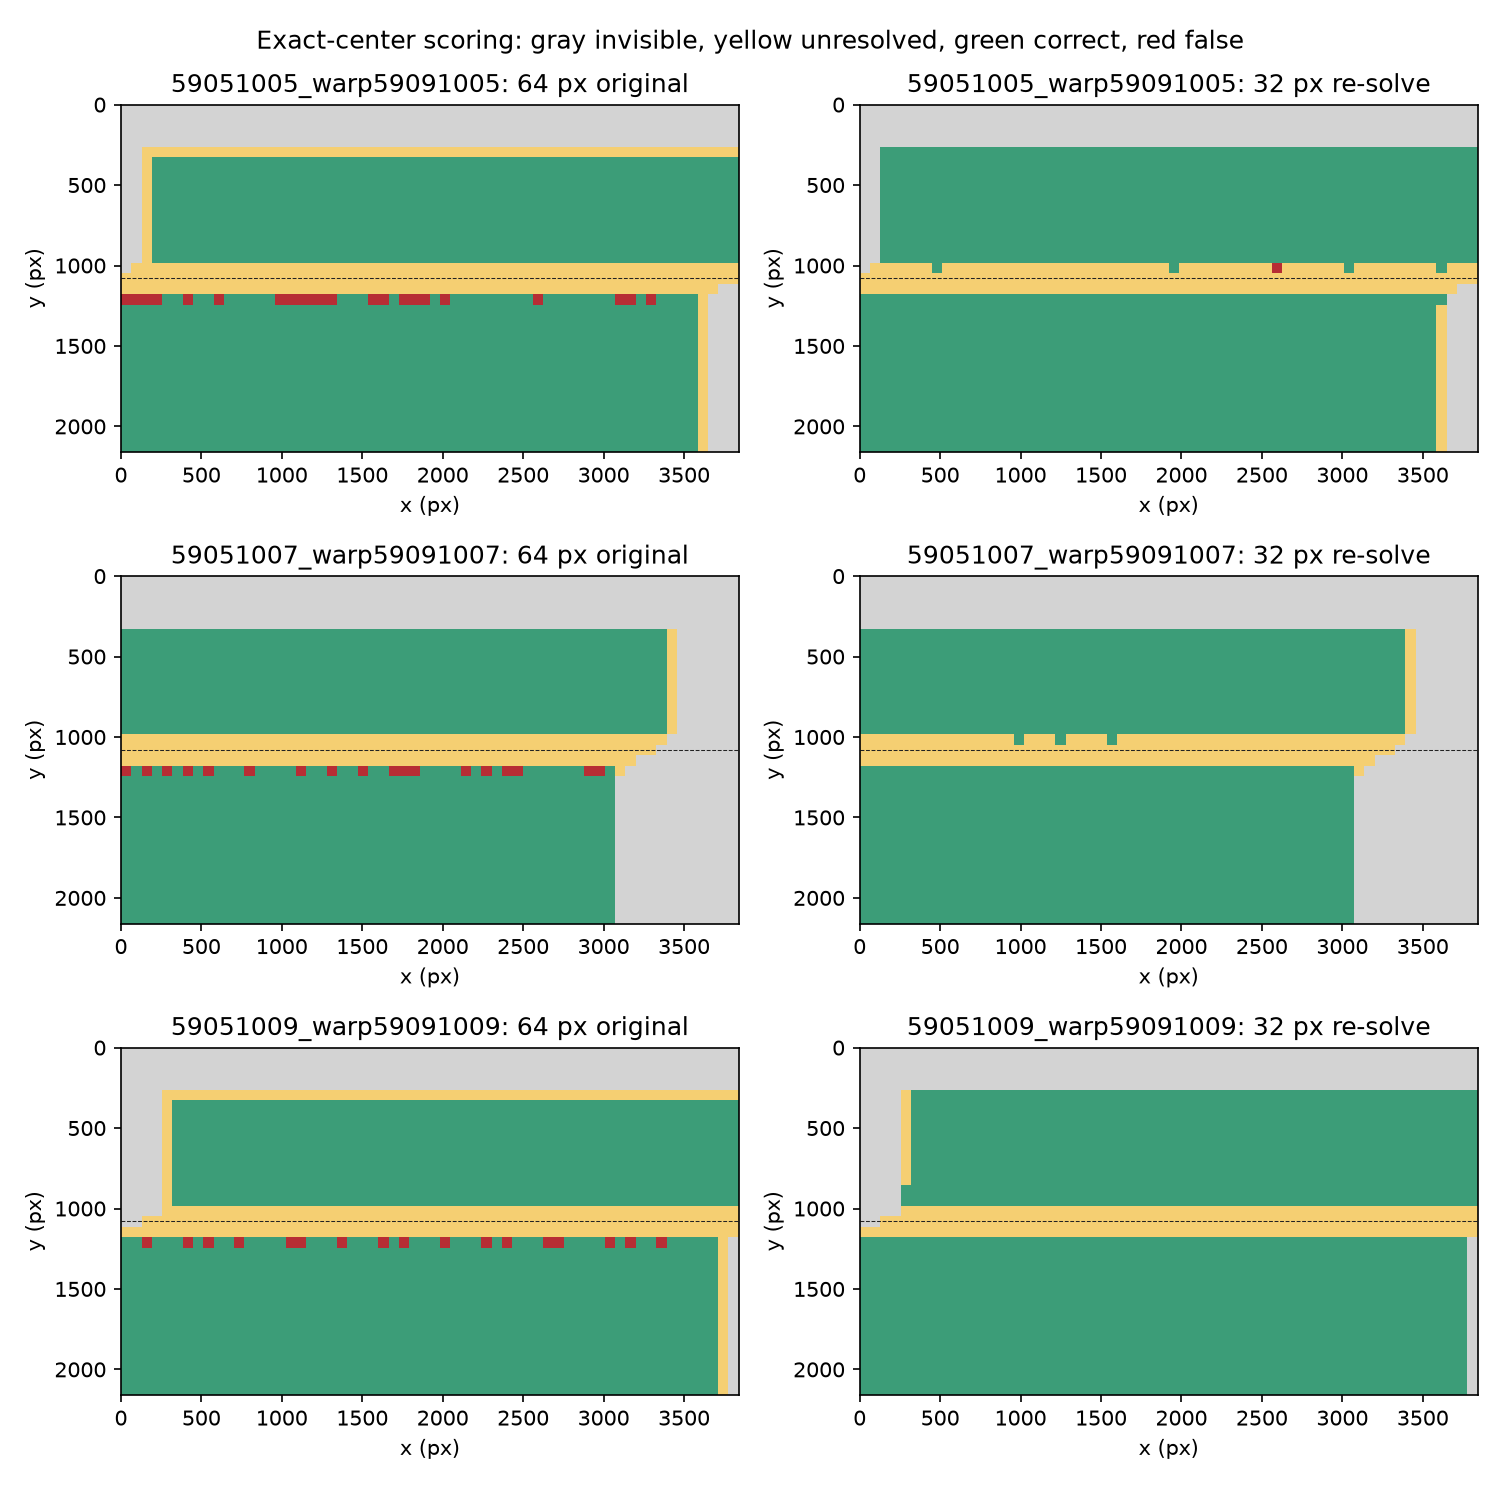 Exact-center scoring: gray invisible, yellow unresolved, green correct, red false
59051005_warp59091005: 64 px original
0
500
1000
1500
2000
y (px)
0 500 1000 1500 2000 2500 3000 3500
x (px)
59051005_warp59091005: 32 px re-solve
0
500
1000
1500
2000
y (px)
0 500 1000 1500 2000 2500 3000 3500
x (px)
59051007_warp59091007: 64 px original
0
500
1000
1500
2000
y (px)
0 500 1000 1500 2000 2500 3000 3500
x (px)
59051007_warp59091007: 32 px re-solve
0
500
1000
1500
2000
y (px)
0 500 1000 1500 2000 2500 3000 3500
x (px)
59051009_warp59091009: 64 px original
0
500
1000
1500
2000
y (px)
0 500 1000 1500 2000 2500 3000 3500
x (px)
59051009_warp59091009: 32 px re-solve
0
500
1000
1500
2000
y (px)
0 500 1000 1500 2000 2500 3000 3500
x (px)